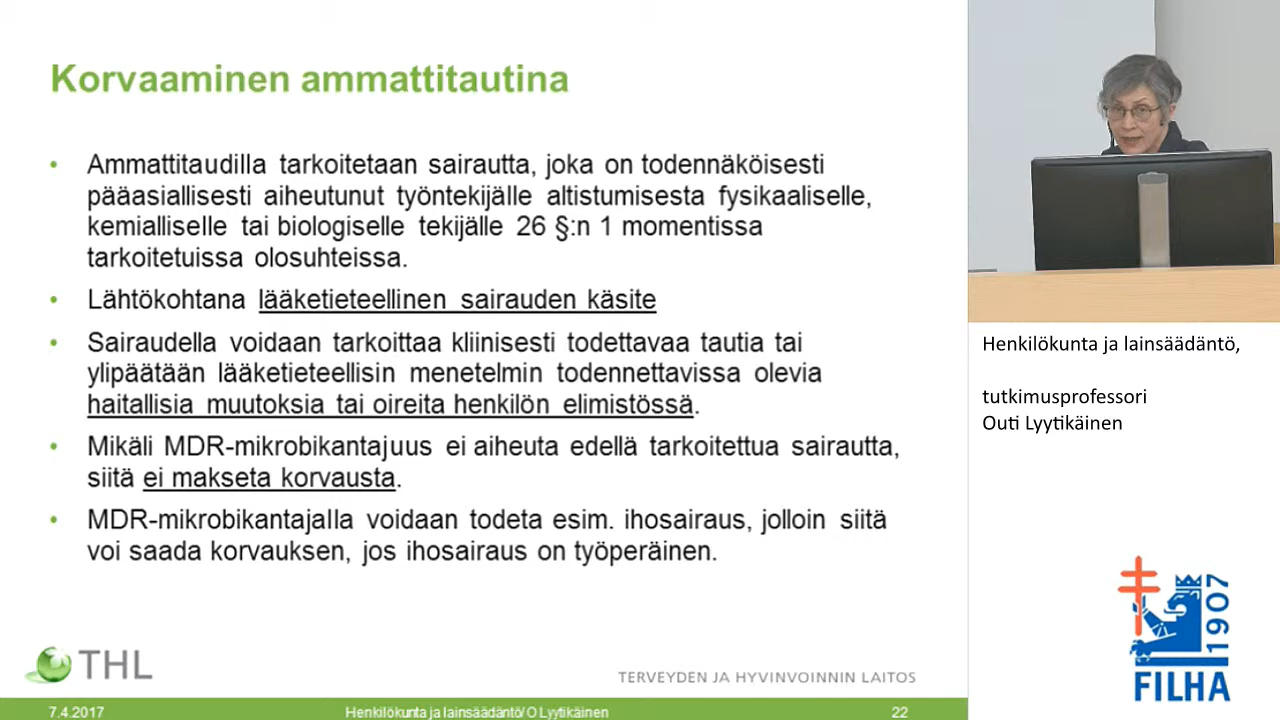 Korvaaminen ammattitautina
• Ammattitaudilla tarkoitetaan sairautta, joka on todennäköisesti
pääasiallisesti aiheutunut työntekijälle altistumisesta fysikaaliselle,
kemialliselle tai biologiselle tekijälle 26 §:n 1 momentissa
tarkoitetuissa olosuhteissa.
• Lähtökohtana lääketieteellinen sairauden käsite
• Sairaudella voidaan tarkoittaa kliinisesti todettavaa tautia tai
ylipäätään lääketieteellisin menetelmin todennettavissa olevia
haitallisia muutoksia tai oireita henkilön elimistössä.
• Mikäli MDR-mikrobikantajuus ei aiheuta edellä tarkoitettua sairautta,
siitä ei makseta korvausta.
• MDR-mikrobikantajalla voidaan todeta esim. ihosairaus, jolloin siitä
voi saada korvauksen, jos ihosairaus on työperäinen.
THL
TERVEYDEN JA HYVINVOINNIN LAITOS
7.4.2017
Henkilökunta ja lainsäädäntö/ O Lyytikäinen
22
Henkilökunta ja lainsäädäntö,
tutkimusprofessori
Outi Lyytikäinen
1907
FILHA